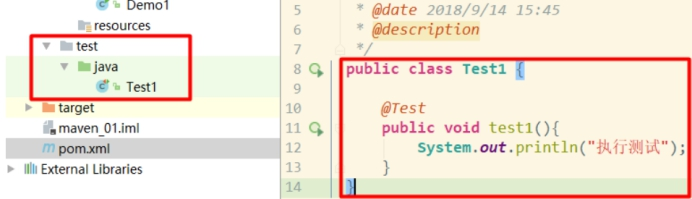 Demo1
resources
test
java
Test1
target
maven_01.iml
pom.xml
External Libraries
5 * @date 2018/9/14 15:45
6 * @description
7 */
8 public class Test1 {
9
10 @Test
11 public void test1(){
12 System.out.println("执行测试");
13 }
14 }